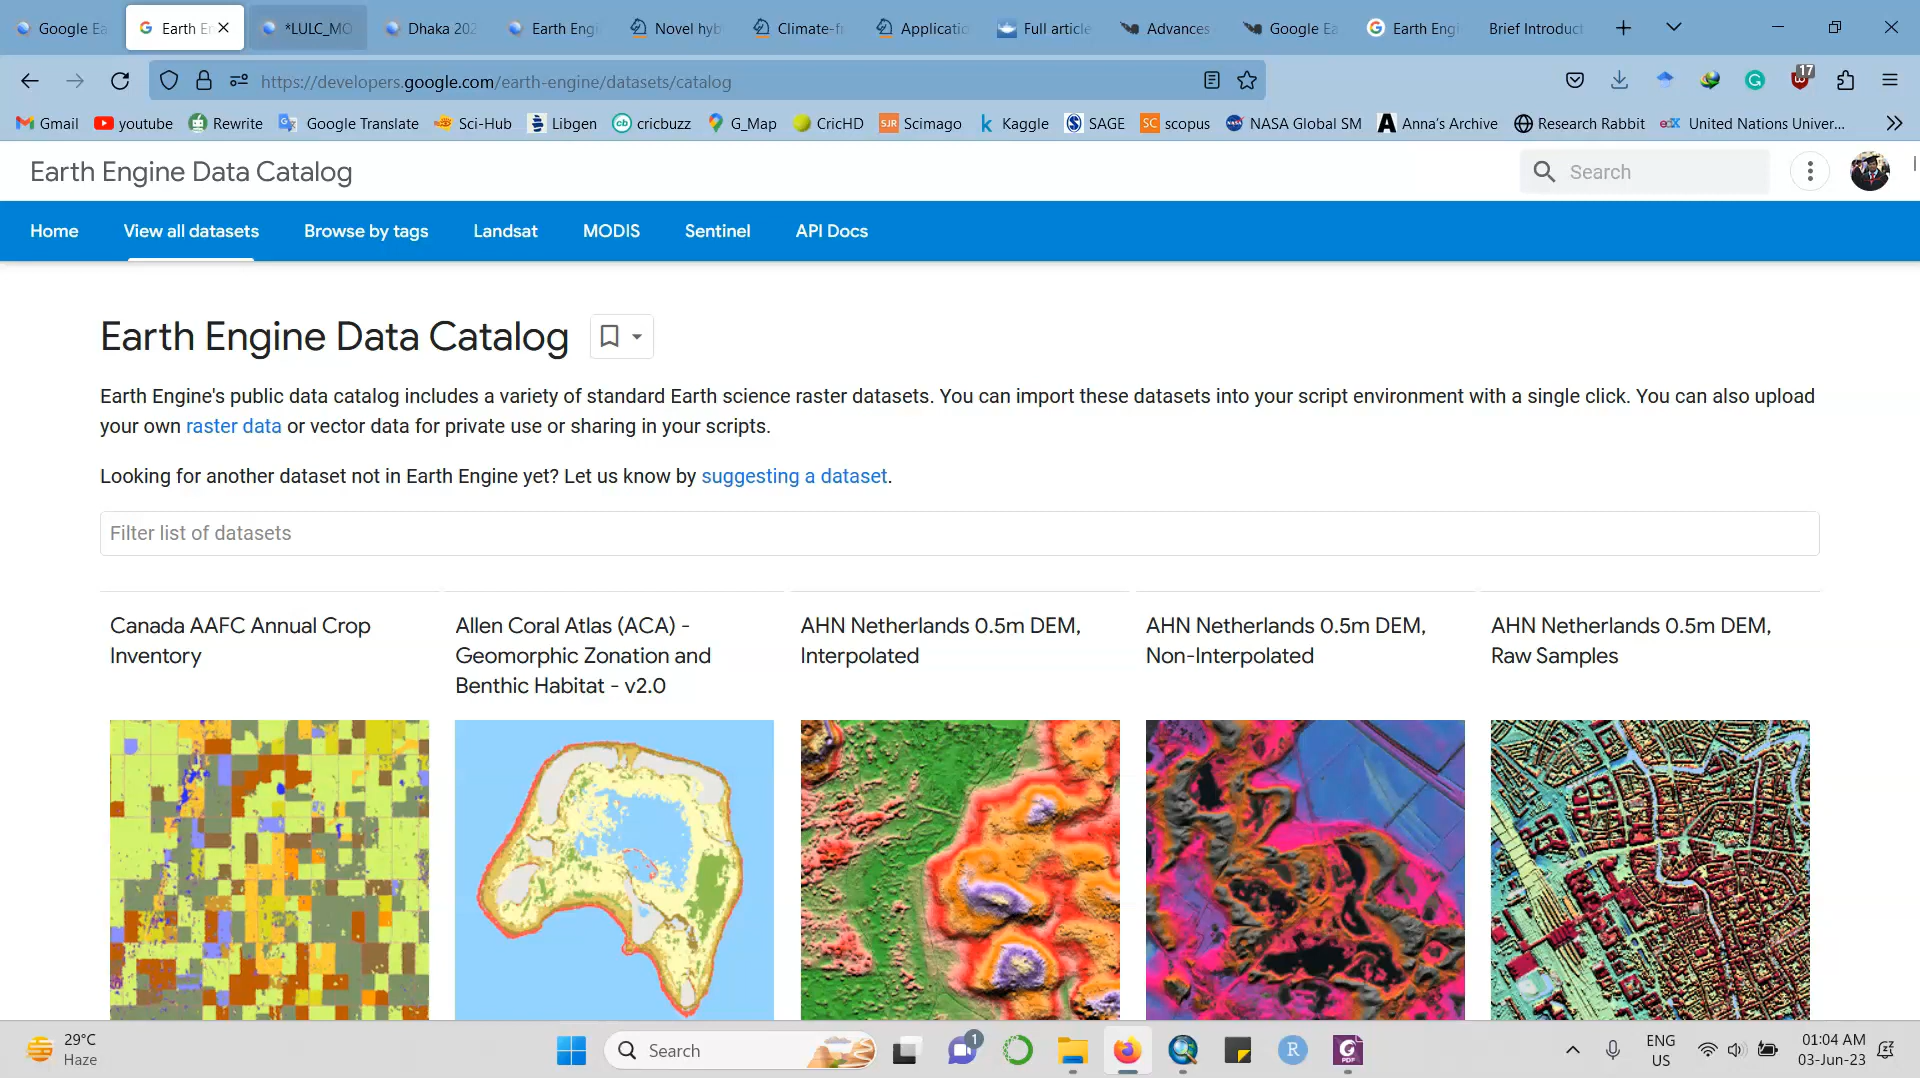 Google Ea
Earth E
*LULC_MO
Dhaka 202
Earth Engi
Novel hyb
Climate-fr
Applicatio
Full article
Advances
Google Ea
Earth Engi
Brief Introduct
https://developers.google.com/earth-engine/datasets/catalog
17
Gmail
youtube
Rewrite
Google Translate
Sci-Hub
Libgen
cb cricbuzz
G_Map
CricHD
SJR Scimago
k Kaggle
SAGE
SC scopus
NASA Global SM
A Anna's Archive
Research Rabbit
edX United Nations Univer...
Earth Engine Data Catalog
Search
Home
View all datasets
Browse by tags
Landsat
MODIS
Sentinel
API Docs
Earth Engine Data Catalog
Earth Engine's public data catalog includes a variety of standard Earth science raster datasets. You can import these datasets into your script environment with a single click. You can also upload
your own raster data or vector data for private use or sharing in your scripts.
Looking for another dataset not in Earth Engine yet? Let us know by suggesting a dataset.
Filter list of datasets
Canada AAFC Annual Crop
Inventory
Allen Coral Atlas (ACA) -
Geomorphic Zonation and
Benthic Habitat - v2.0
AHN Netherlands 0.5m DEM,
Interpolated
AHN Netherlands 0.5m DEM,
Non-Interpolated
AHN Netherlands 0.5m DEM,
Raw Samples
29°C
Haze
Search
1
R
PDF
ENG
US
01:04 AM
03-Jun-23